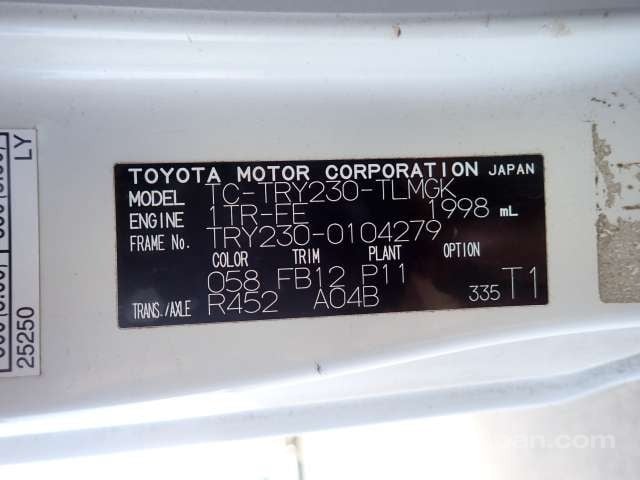 TOYOTA MOTOR CORPORATION JAPAN
MODEL TC-TRY230-TLMGK
ENGINE 1TR-FE 1998 mL
FRAME No. TRY230-0104279
COLOR TRIM PLANT OPTION
058 FB12 P11
TRANS./AXLE R452 A04B 335 T1
LY
25250